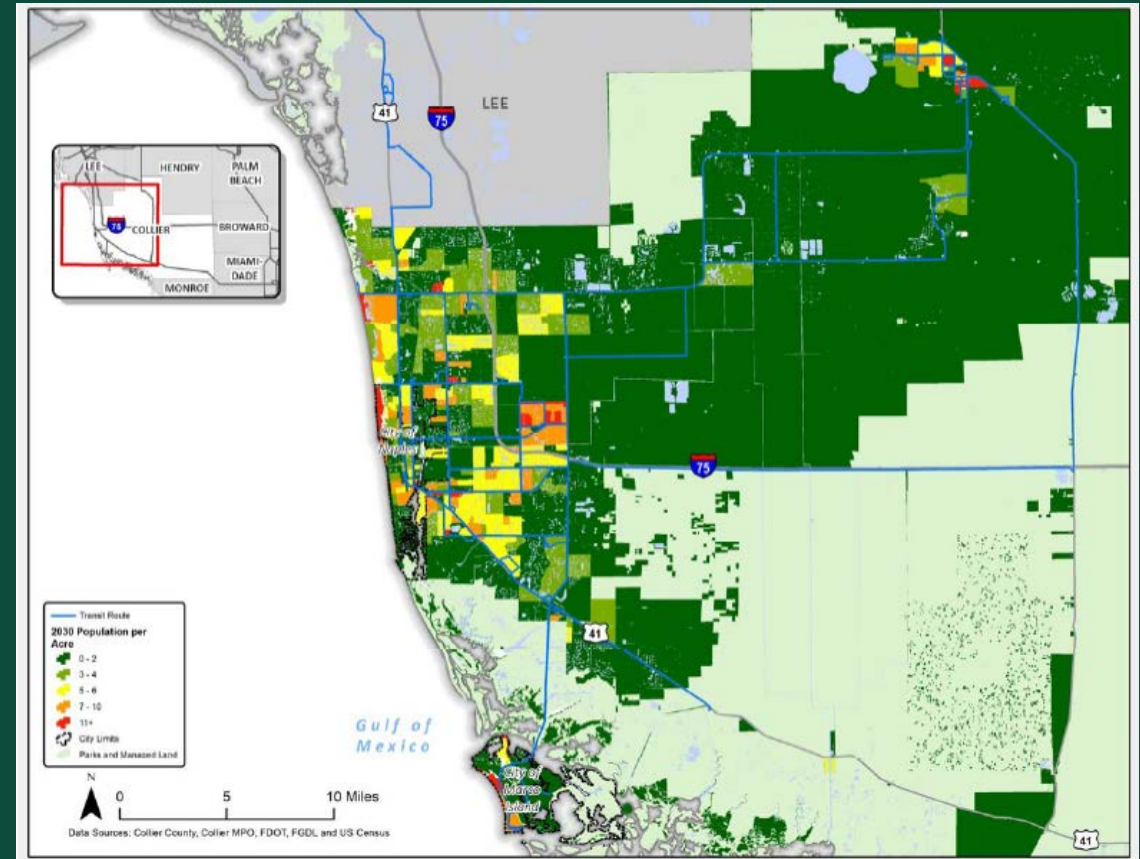 41
75
LEE
LEE
HENDRY
PALM
BEACH
75
COLLIER
BROWARD
MIAMI-
DADE
MONROE
City of
Naples
75
41
Transit Route
2030 Population per
Acre
0 - 2
3 - 4
5 - 6
7 - 10
11+
City Limits
Parks and Managed Land
Gulf of
Mexico
City of
Marco
Island
N
0
5
10 Miles
Data Sources: Collier County, Collier MPO, FDOT, FGDL and US Census
41